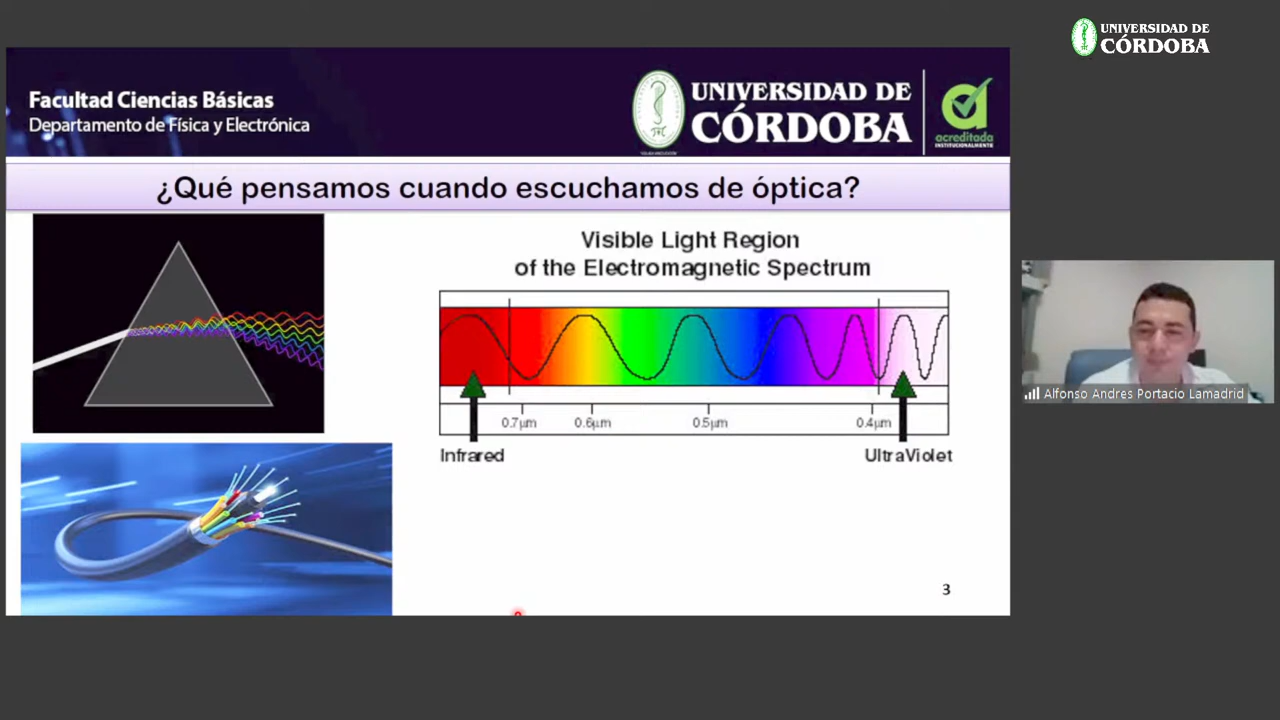 UNIVERSIDAD DE
CÓRDOBA
Facultad Ciencias Básicas
Departamento de Física y Electrónica
UNIVERSIDAD DE
CÓRDOBA
acreditada
INSTITUCIONALMENTE
¿Qué pensamos cuando escuchamos de óptica?
Visible Light Region
of the Electromagnetic Spectrum
0.7µm 0.6µm 0.5µm 0.4µm
Infrared UltraViolet
Alfonso Andres Portacio Lamadrid
3